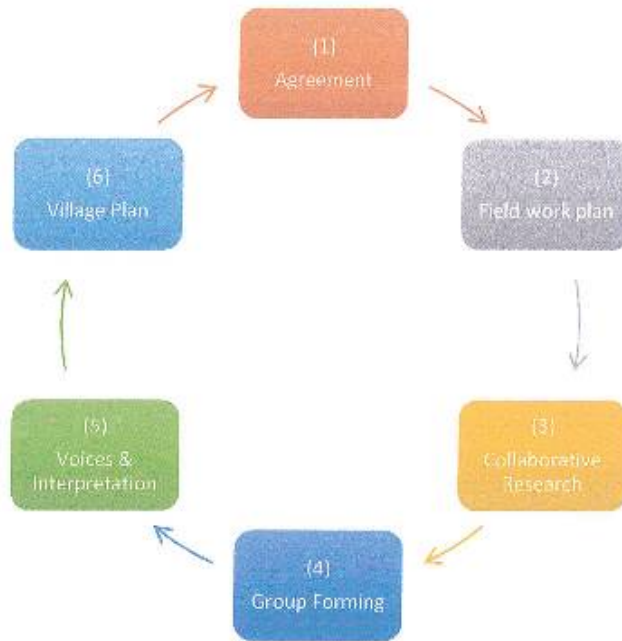 (1)
Agreement
(2)
Field work plan
(3)
Collaborative
Research
(4)
Group Forming
(5)
Voices &
Interpretation
(6)
Village Plan